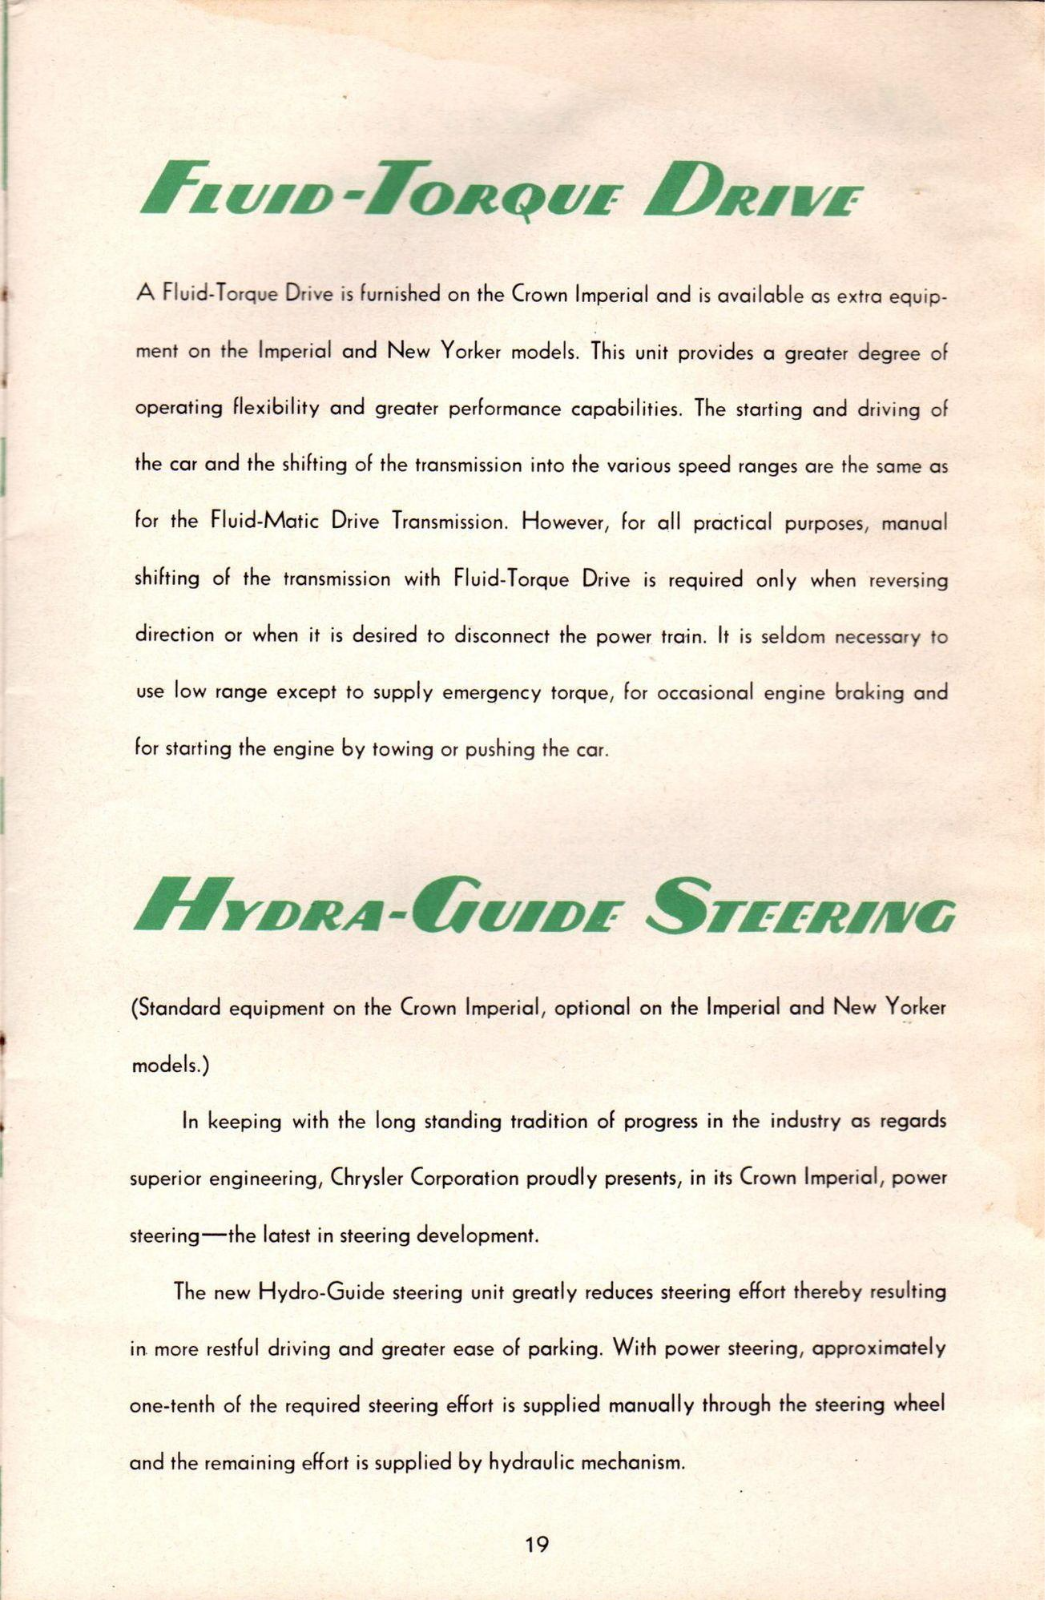 FLUID-TORQUE DRIVE
A Fluid-Torque Drive is furnished on the Crown Imperial and is available as extra equip-
ment on the Imperial and New Yorker models. This unit provides a greater degree of
operating flexibility and greater performance capabilities. The starting and driving of
the car and the shifting of the transmission into the various speed ranges are the same as
for the Fluid-Matic Drive Transmission. However, for all practical purposes, manual
shifting of the transmission with Fluid-Torque Drive is required only when reversing
direction or when it is desired to disconnect the power train. It is seldom necessary to
use low range except to supply emergency torque, for occasional engine braking and
for starting the engine by towing or pushing the car.
HYDRA-GUIDE STEERING
(Standard equipment on the Crown Imperial, optional on the Imperial and New Yorker
models.)
In keeping with the long standing tradition of progress in the industry as regards
superior engineering, Chrysler Corporation proudly presents, in its Crown Imperial, power
steering—the latest in steering development.
The new Hydro-Guide steering unit greatly reduces steering effort thereby resulting
in more restful driving and greater ease of parking. With power steering, approximately
one-tenth of the required steering effort is supplied manually through the steering wheel
and the remaining effort is supplied by hydraulic mechanism.
19